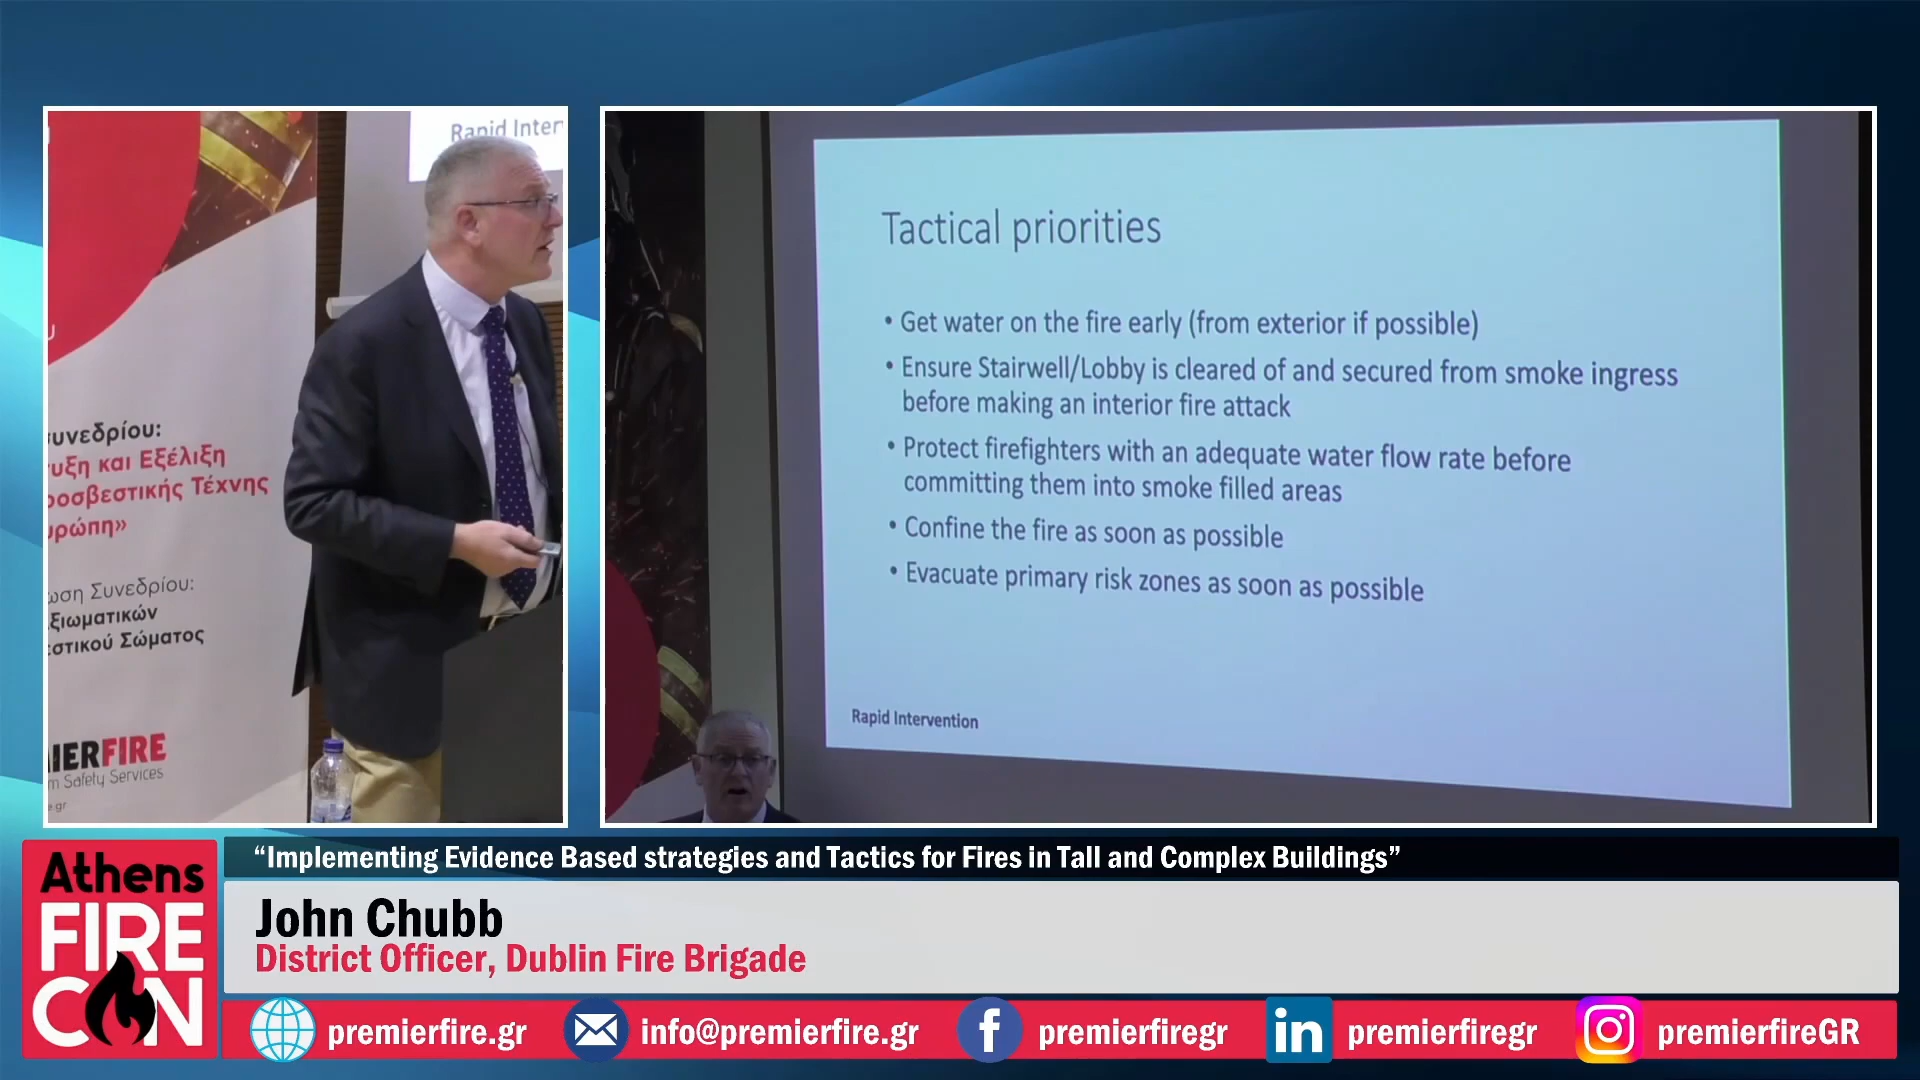 Rapid Inter
συνεδρίου:
υξη και Εξέλιξη
ροσβεστικής Τέχνης
υρώπη»
ωση Συνεδρίου:
ξιωματικών
εστικού Σώματος
IERFIRE
m Safety Services
e.gr
Tactical priorities
• Get water on the fire early (from exterior if possible)
• Ensure Stairwell/Lobby is cleared of and secured from smoke ingress
before making an interior fire attack
• Protect firefighters with an adequate water flow rate before
committing them into smoke filled areas
• Confine the fire as soon as possible
• Evacuate primary risk zones as soon as possible
Rapid Intervention
Athens
FIRE
CON
“Implementing Evidence Based strategies and Tactics for Fires in Tall and Complex Buildings”
John Chubb
District Officer, Dublin Fire Brigade
premierfire.gr
info@premierfire.gr
premierfiregr
premierfiregr
premierfireGR